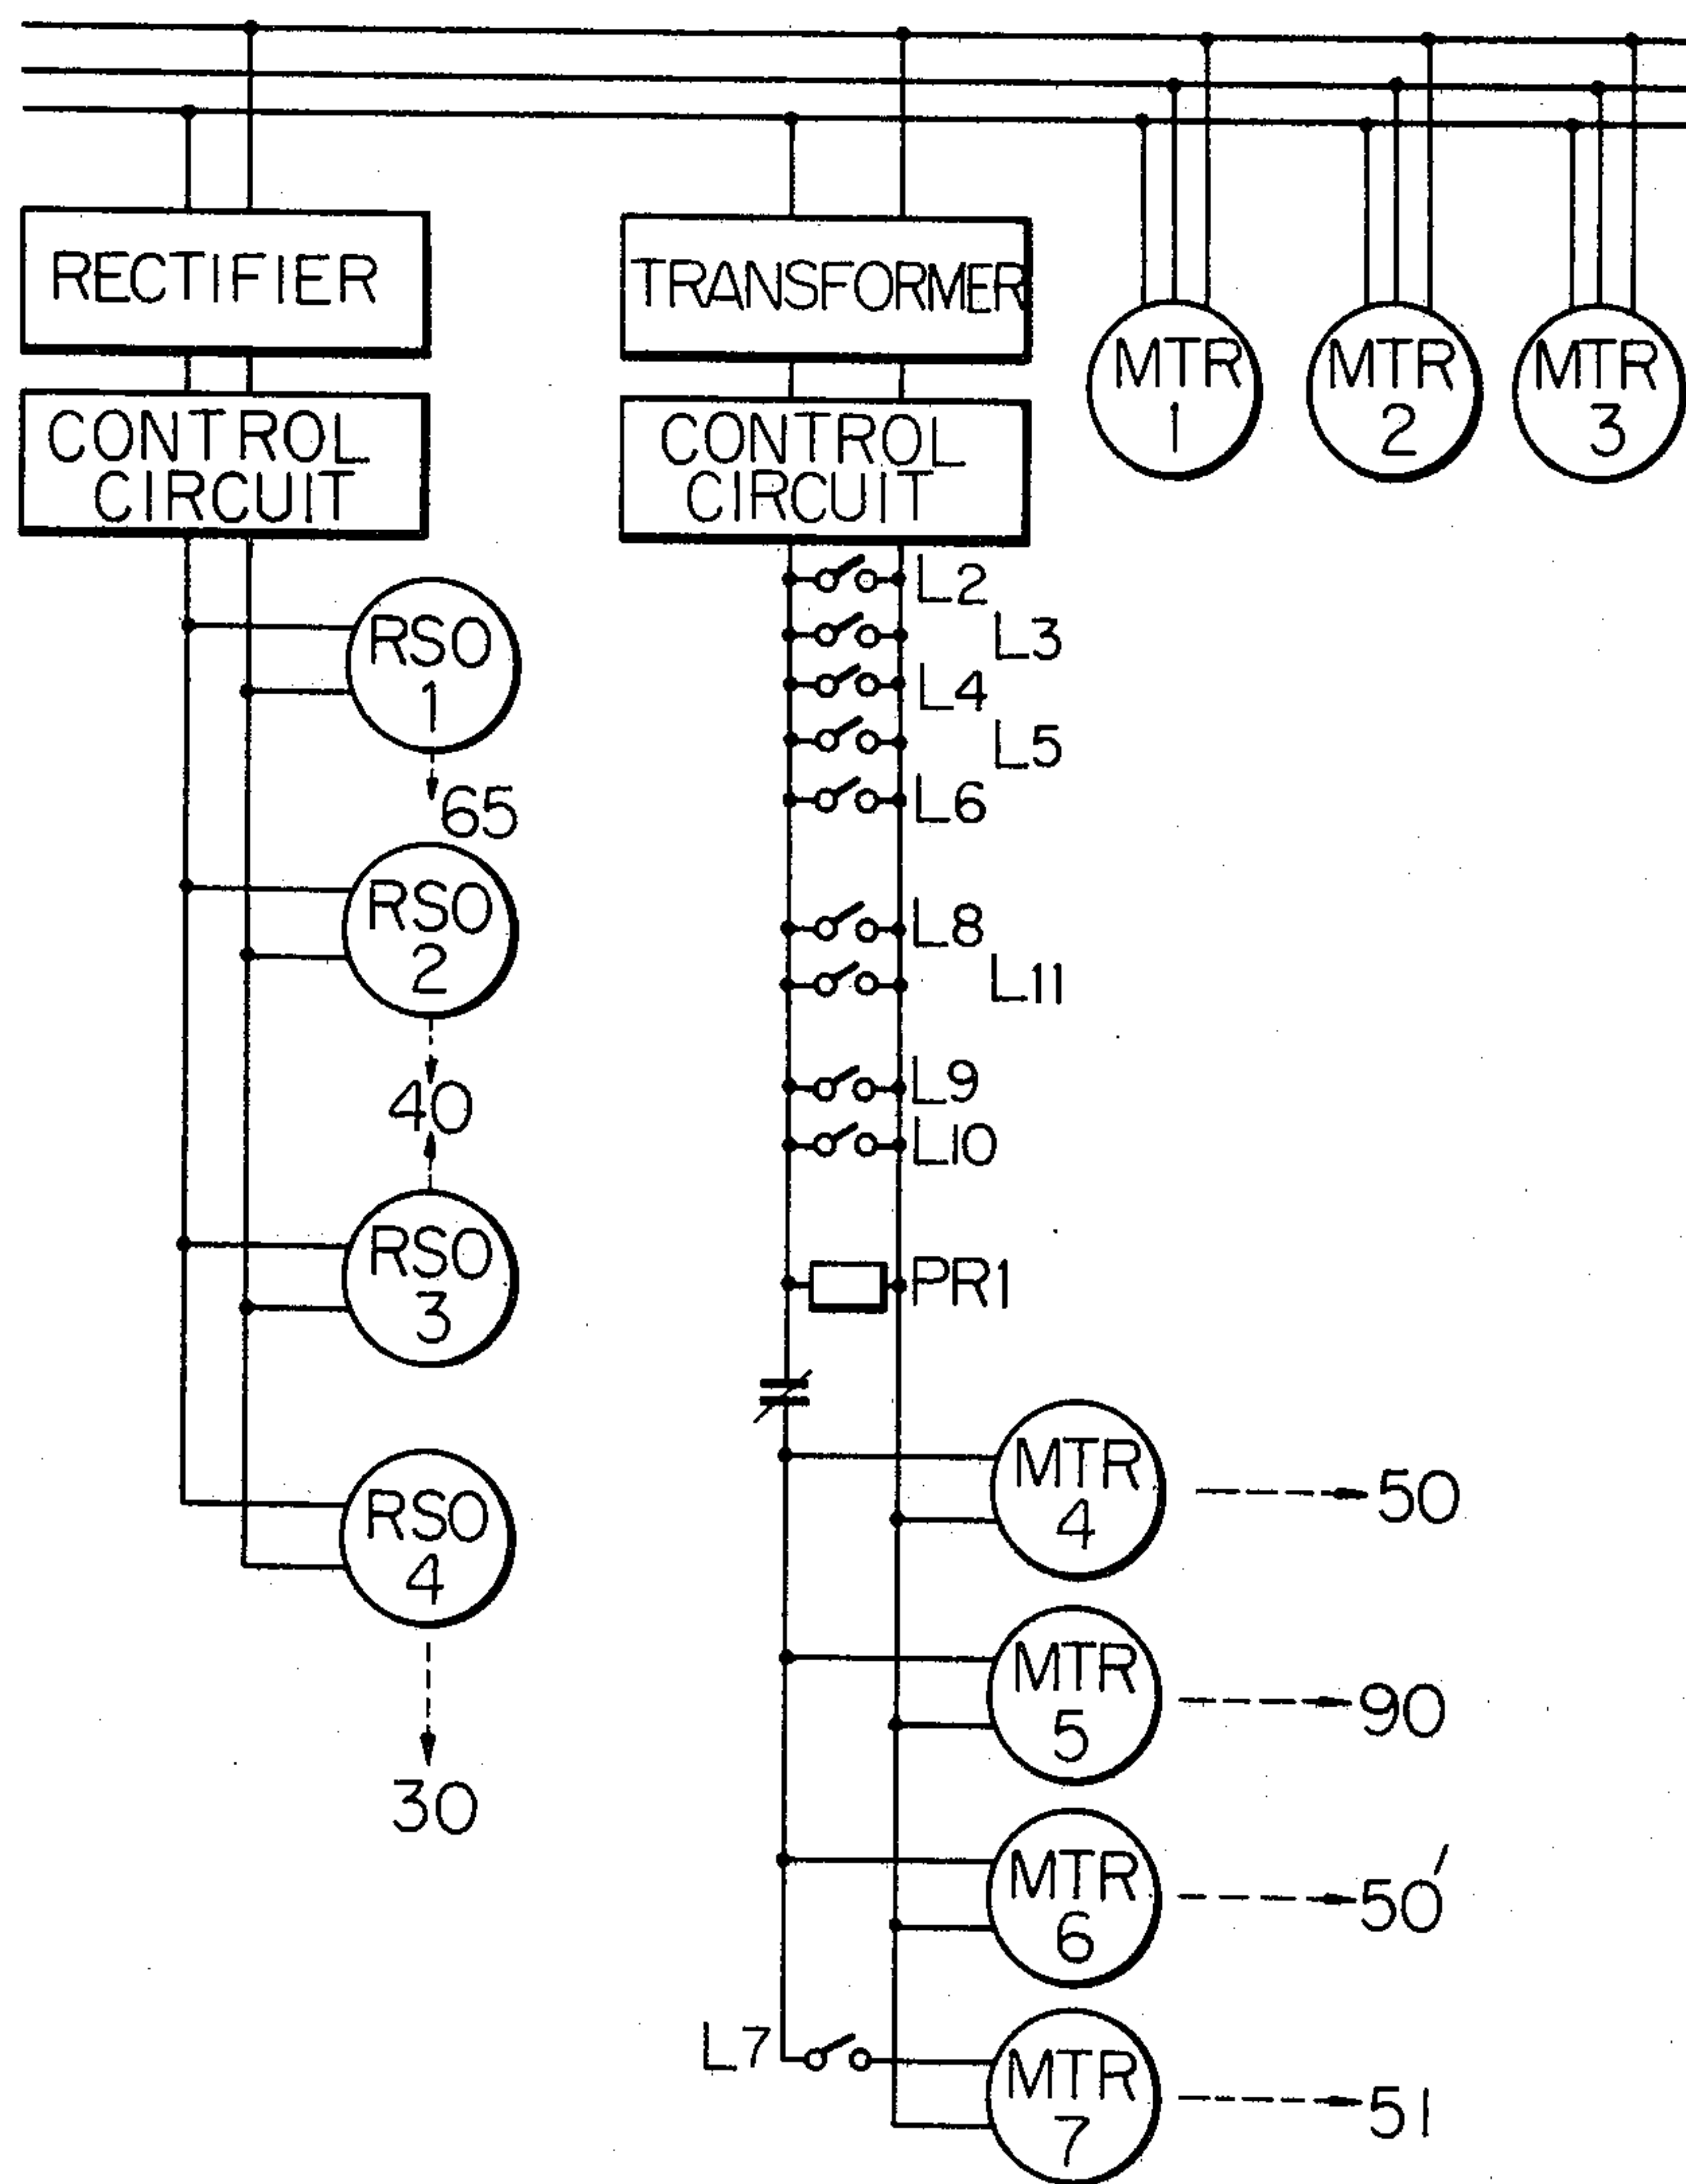 RECTIFIER
TRANSFORMER
MTR
1
MTR
2
MTR
3
CONTROL
CIRCUIT
CONTROL
CIRCUIT
RSO
1
65
RSO
2
40
RSO
3
RSO
4
30
L2
L3
L4
L5
L6
L8
L11
L9
L10
PR1
MTR
4
50
MTR
5
90
MTR
6
50'
L7
MTR
7
51